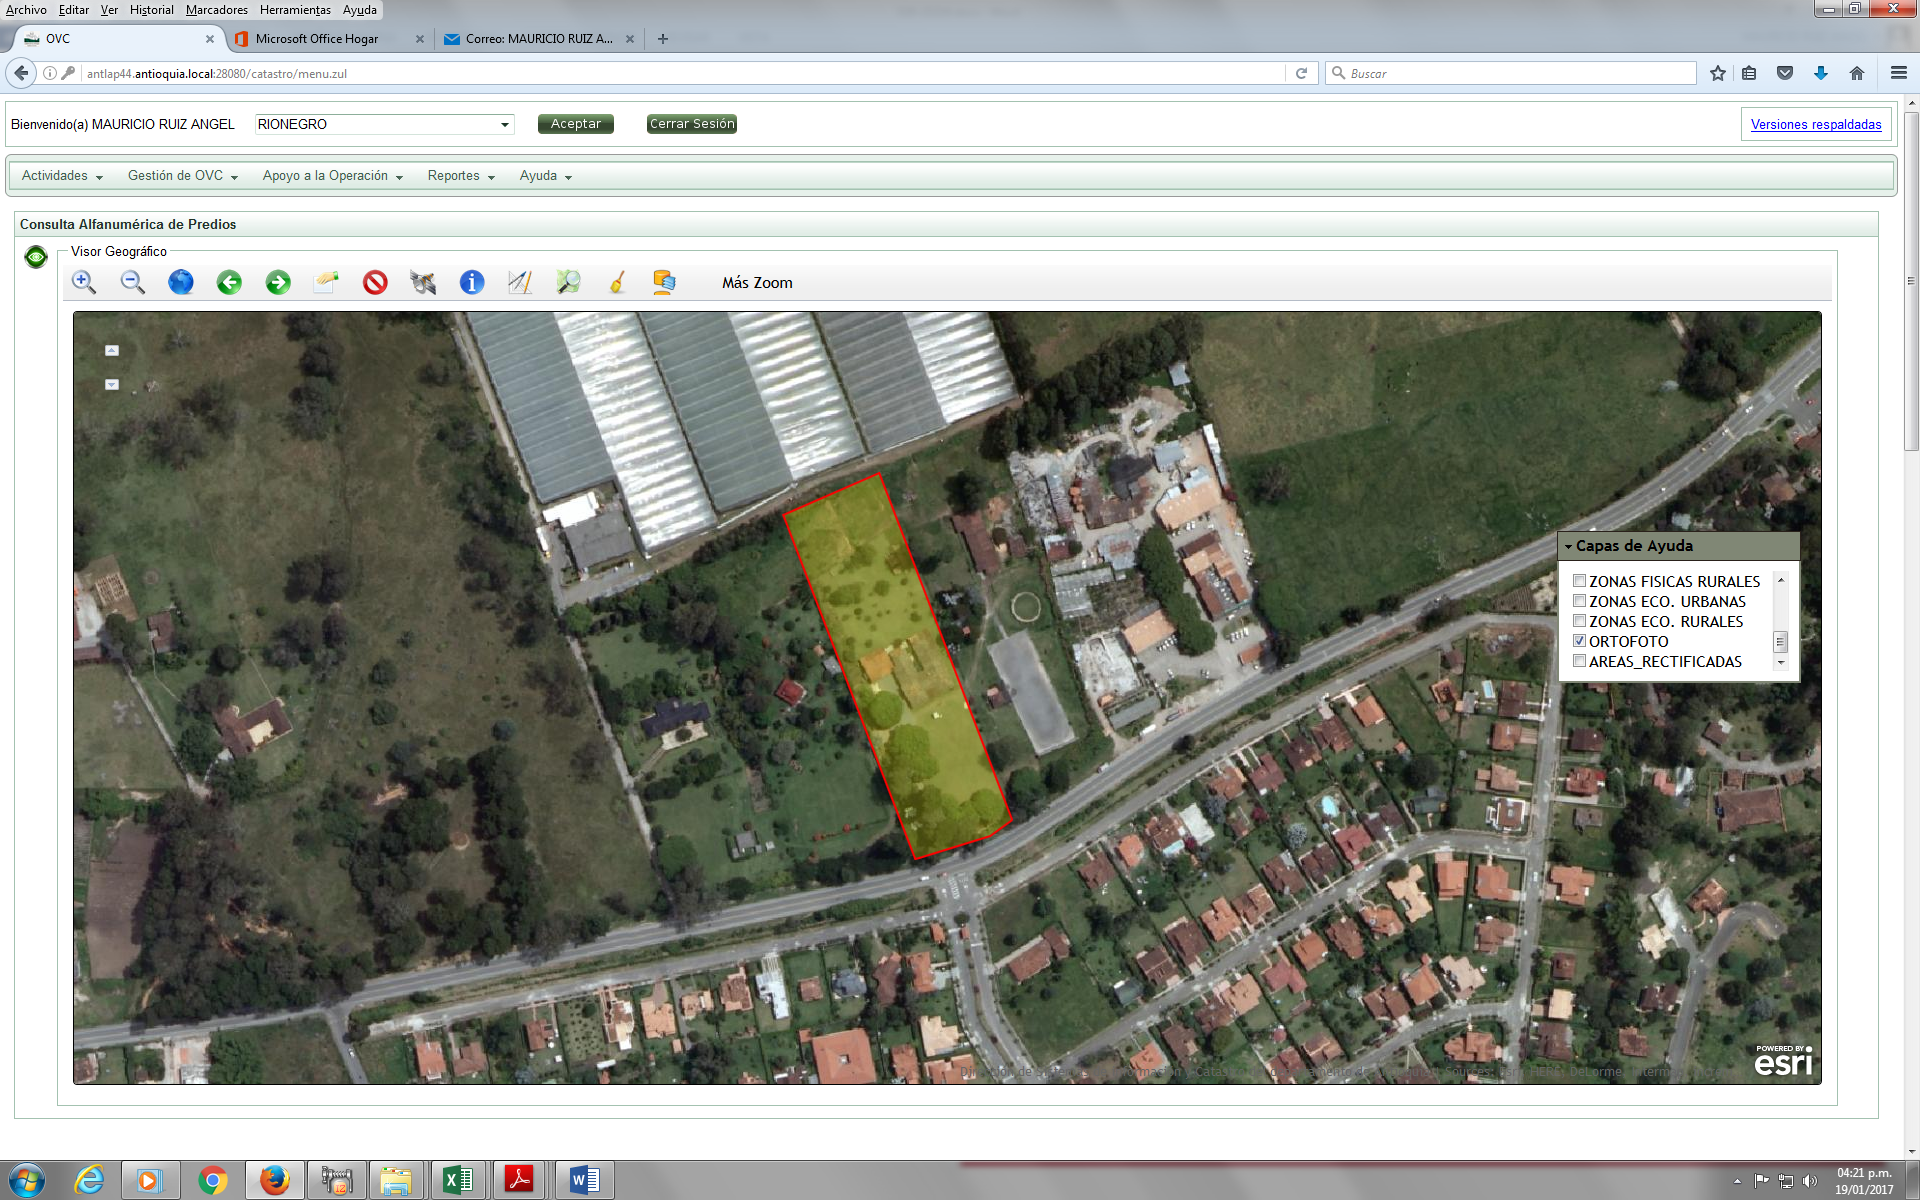 Archivo Editar Ver Historial Marcadores Herramientas Ayuda
OVC
Microsoft Office Hogar
Correo: MAURICIO RUIZ A...
antlap44.antioquia.local:28080/catastro/menu.zul
Buscar
Bienvenido(a) MAURICIO RUIZ ANGEL
RIONEGRO
Aceptar
Cerrar Sesión
Versiones respaldadas
Actividades Gestión de OVC Apoyo a la Operación Reportes Ayuda
Consulta Alfanumérica de Predios
Visor Geográfico
Más Zoom
Capas de Ayuda
ZONAS FISICAS RURALES
ZONAS ECO. URBANAS
ZONAS ECO. RURALES
ORTOFOTO
AREAS_RECTIFICADAS
POWERED BY
esri
04:21 p.m.
19/01/2017